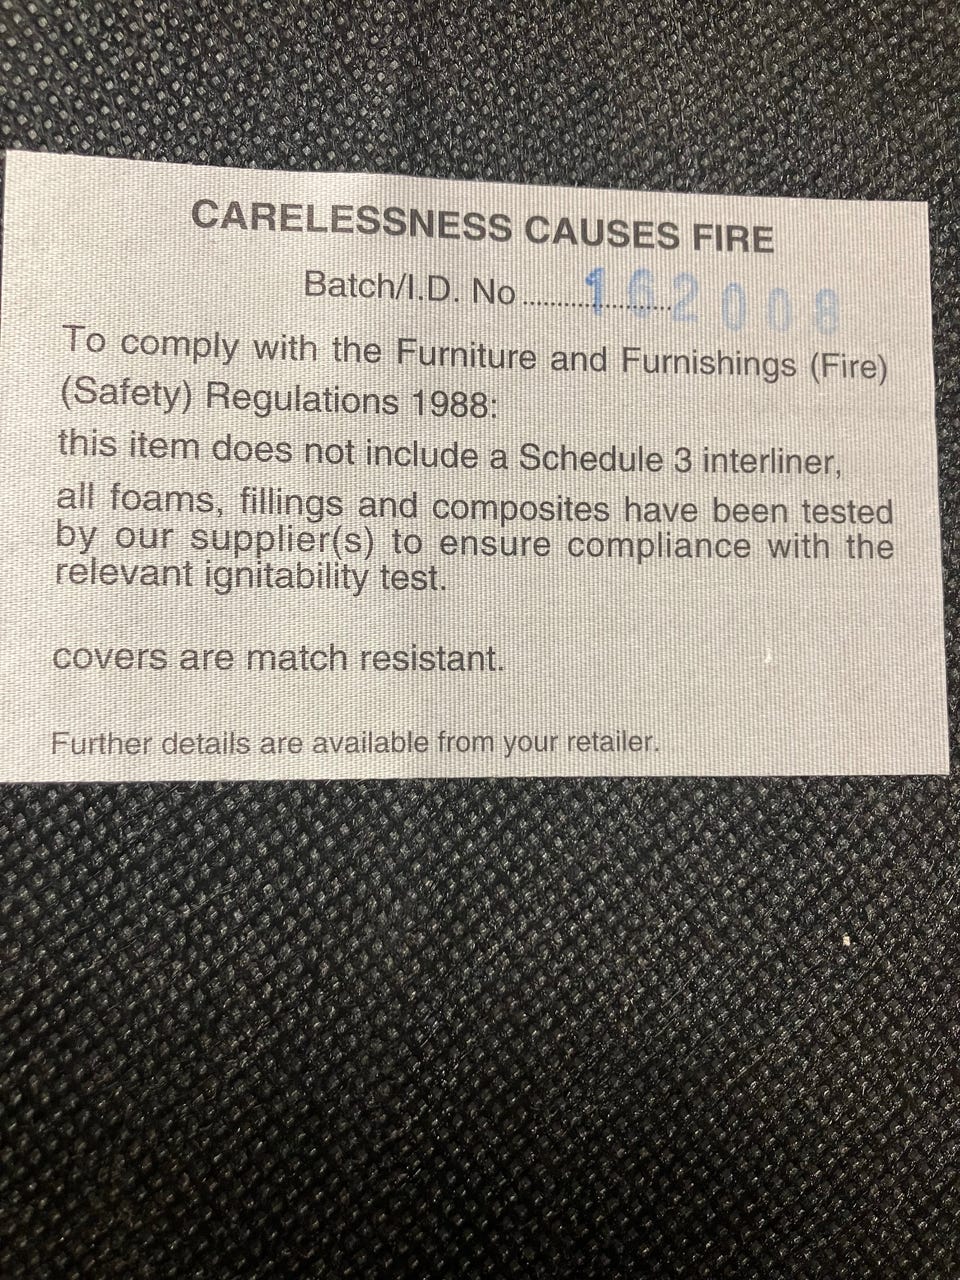 CARELESSNESS CAUSES FIRE
Batch/I.D. No .................. 162008
To comply with the Furniture and Furnishings (Fire)
(Safety) Regulations 1988:
this item does not include a Schedule 3 interliner,
all foams, fillings and composites have been tested
by our supplier(s) to ensure compliance with the
relevant ignitability test.
covers are match resistant.
Further details are available from your retailer.